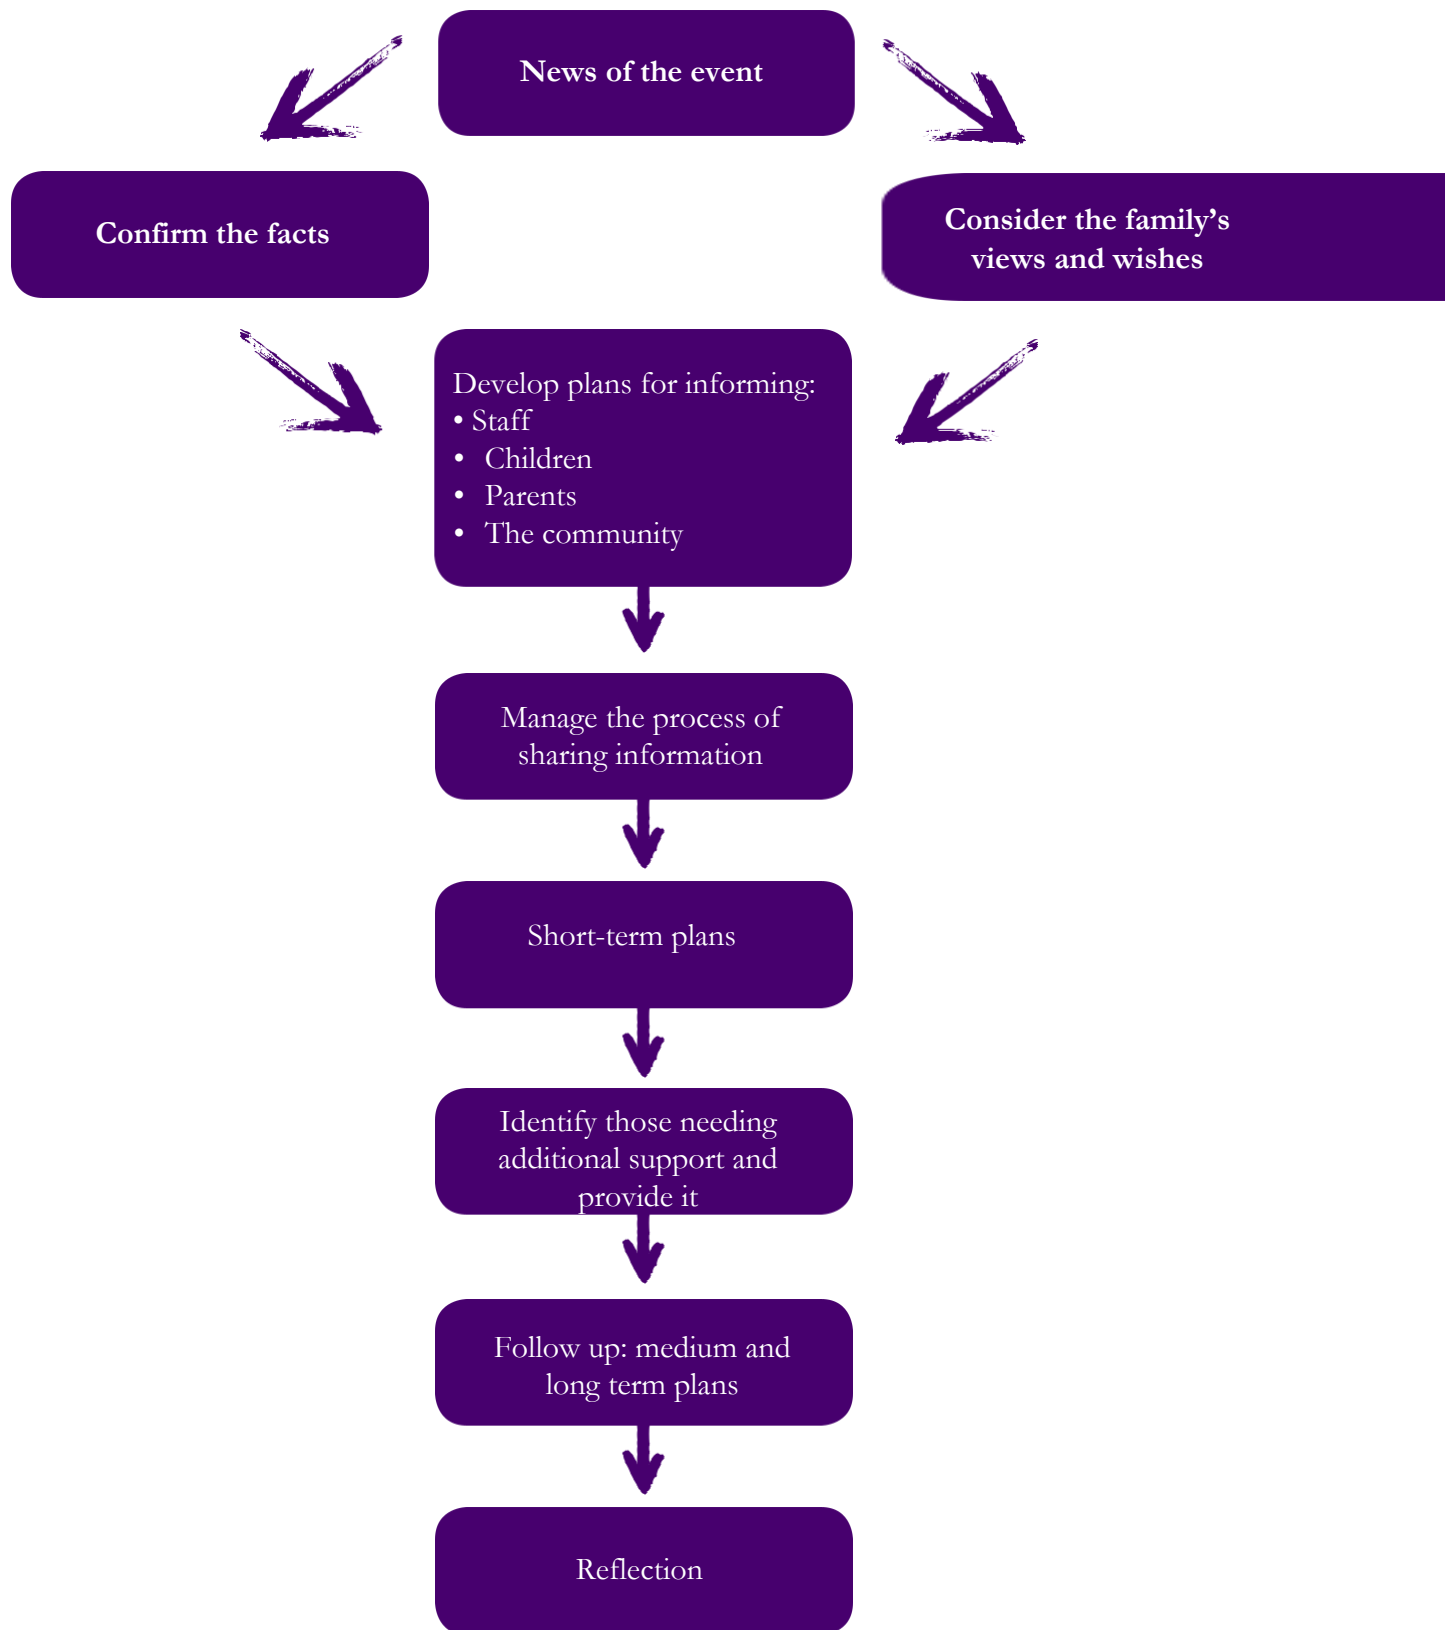 News of the event
Confirm the facts
Consider the family’s
views and wishes
Develop plans for informing:
• Staff
• Children
• Parents
• The community
Manage the process of
sharing information
Short-term plans
Identify those needing
additional support and
provide it
Follow up: medium and
long term plans
Reflection